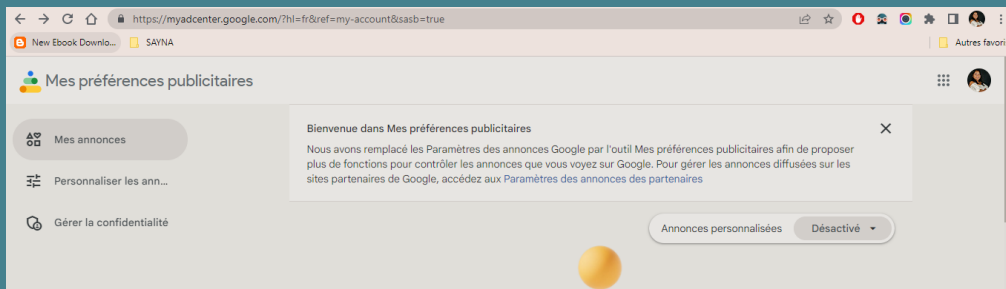 https://myadcenter.google.com/?hl=fr&ref=my-account&sasb=true
New Ebook Downlo...
SAYNA
Autres favori
Mes préférences publicitaires
Mes annonces
Personnaliser les ann...
Gérer la confidentialité
Bienvenue dans Mes préférences publicitaires
Nous avons remplacé les Paramètres des annonces Google par l'outil Mes préférences publicitaires afin de proposer
plus de fonctions pour contrôler les annonces que vous voyez sur Google. Pour gérer les annonces diffusées sur les
sites partenaires de Google, accédez aux Paramètres des annonces des partenaires
Annonces personnalisées Désactivé